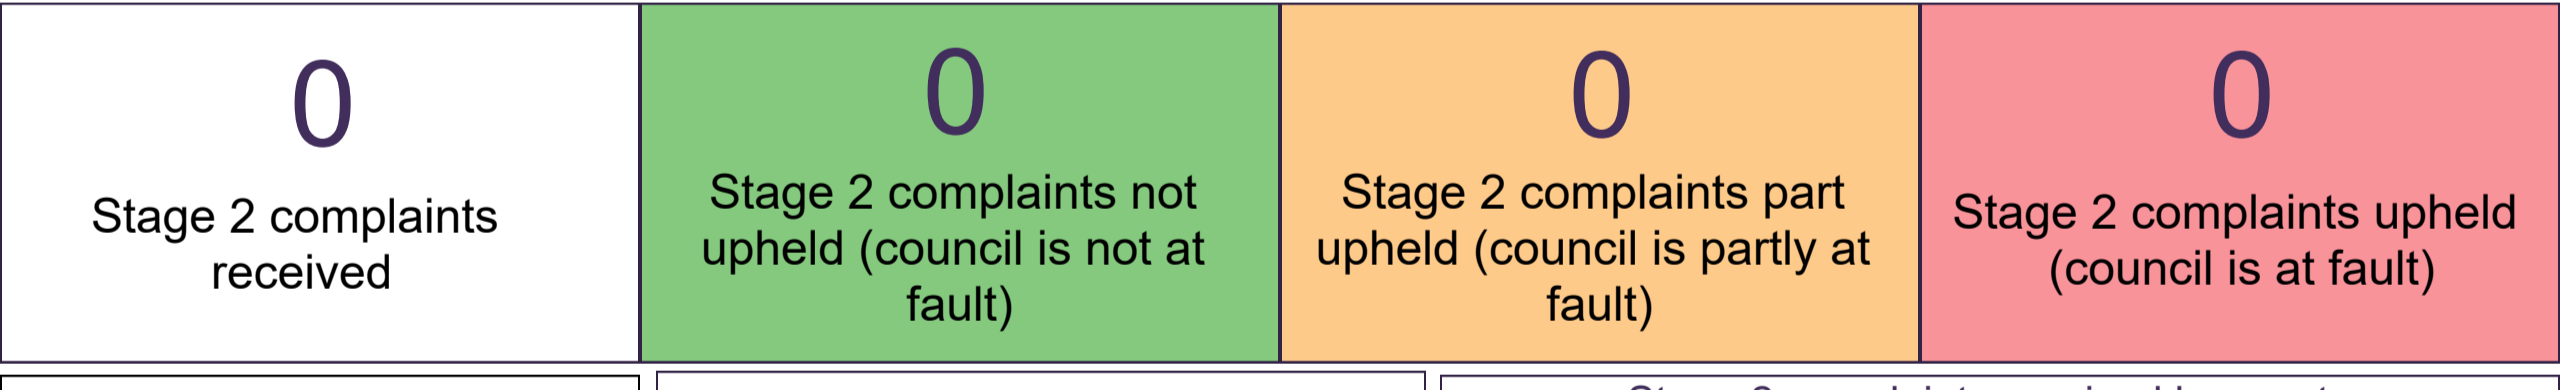 0
Stage 2 complaints
received
0
Stage 2 complaints not
upheld (council is not at
fault)
0
Stage 2 complaints part
upheld (council is partly at
fault)
0
Stage 2 complaints upheld
(council is at fault)